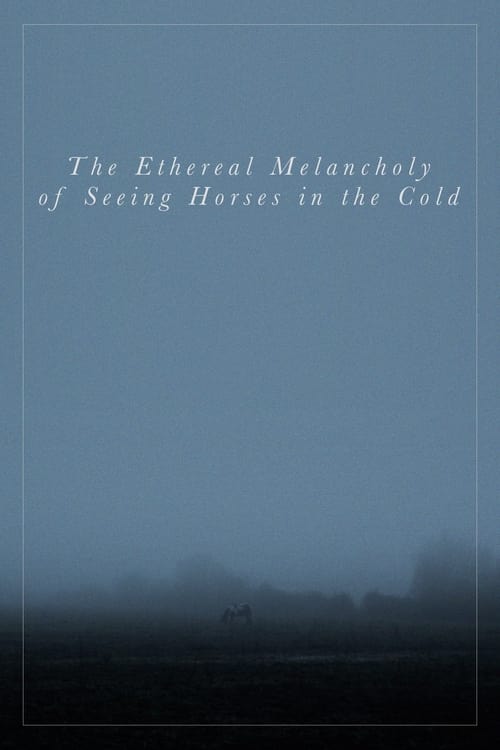 The Ethereal Melancholy
of Seeing Horses in the Cold